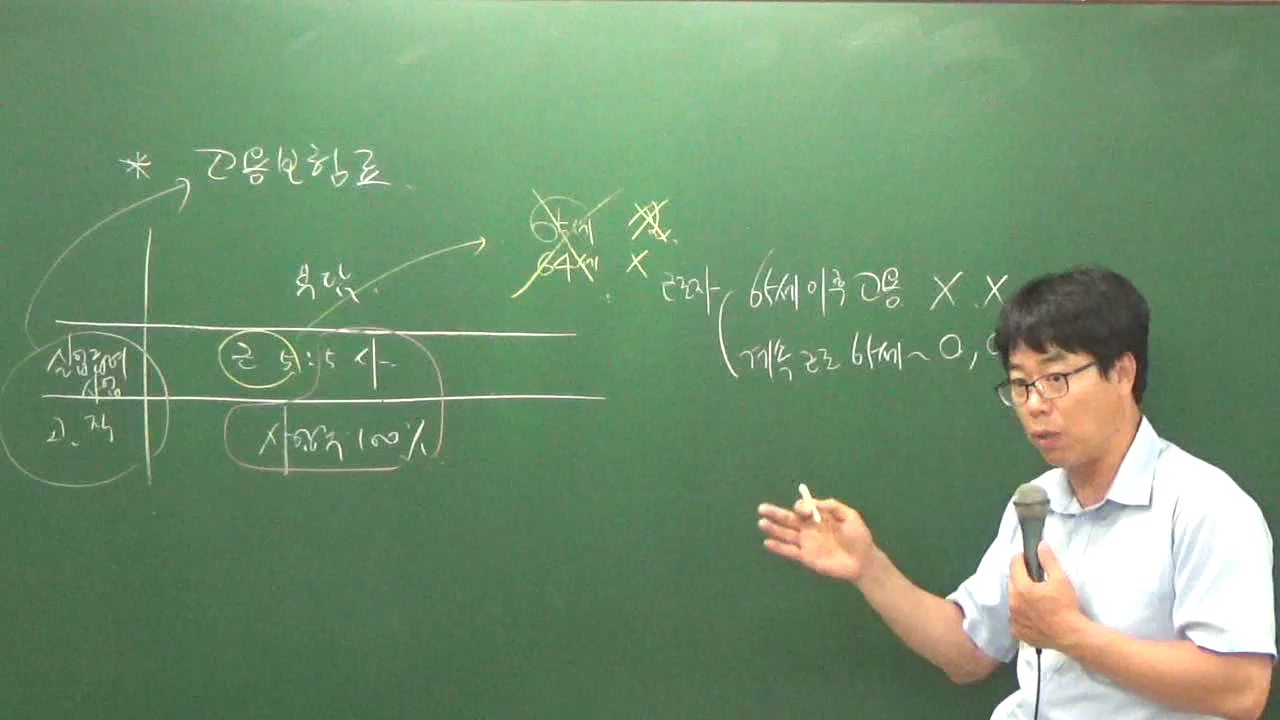 * 고용보험료.
부담.
65세 X
64세 X
근로자 65세 이후 고용 X . X
계속 근로 65세~ O,
실업급여
사업
근 5:5 사
고.직
사업주 100%